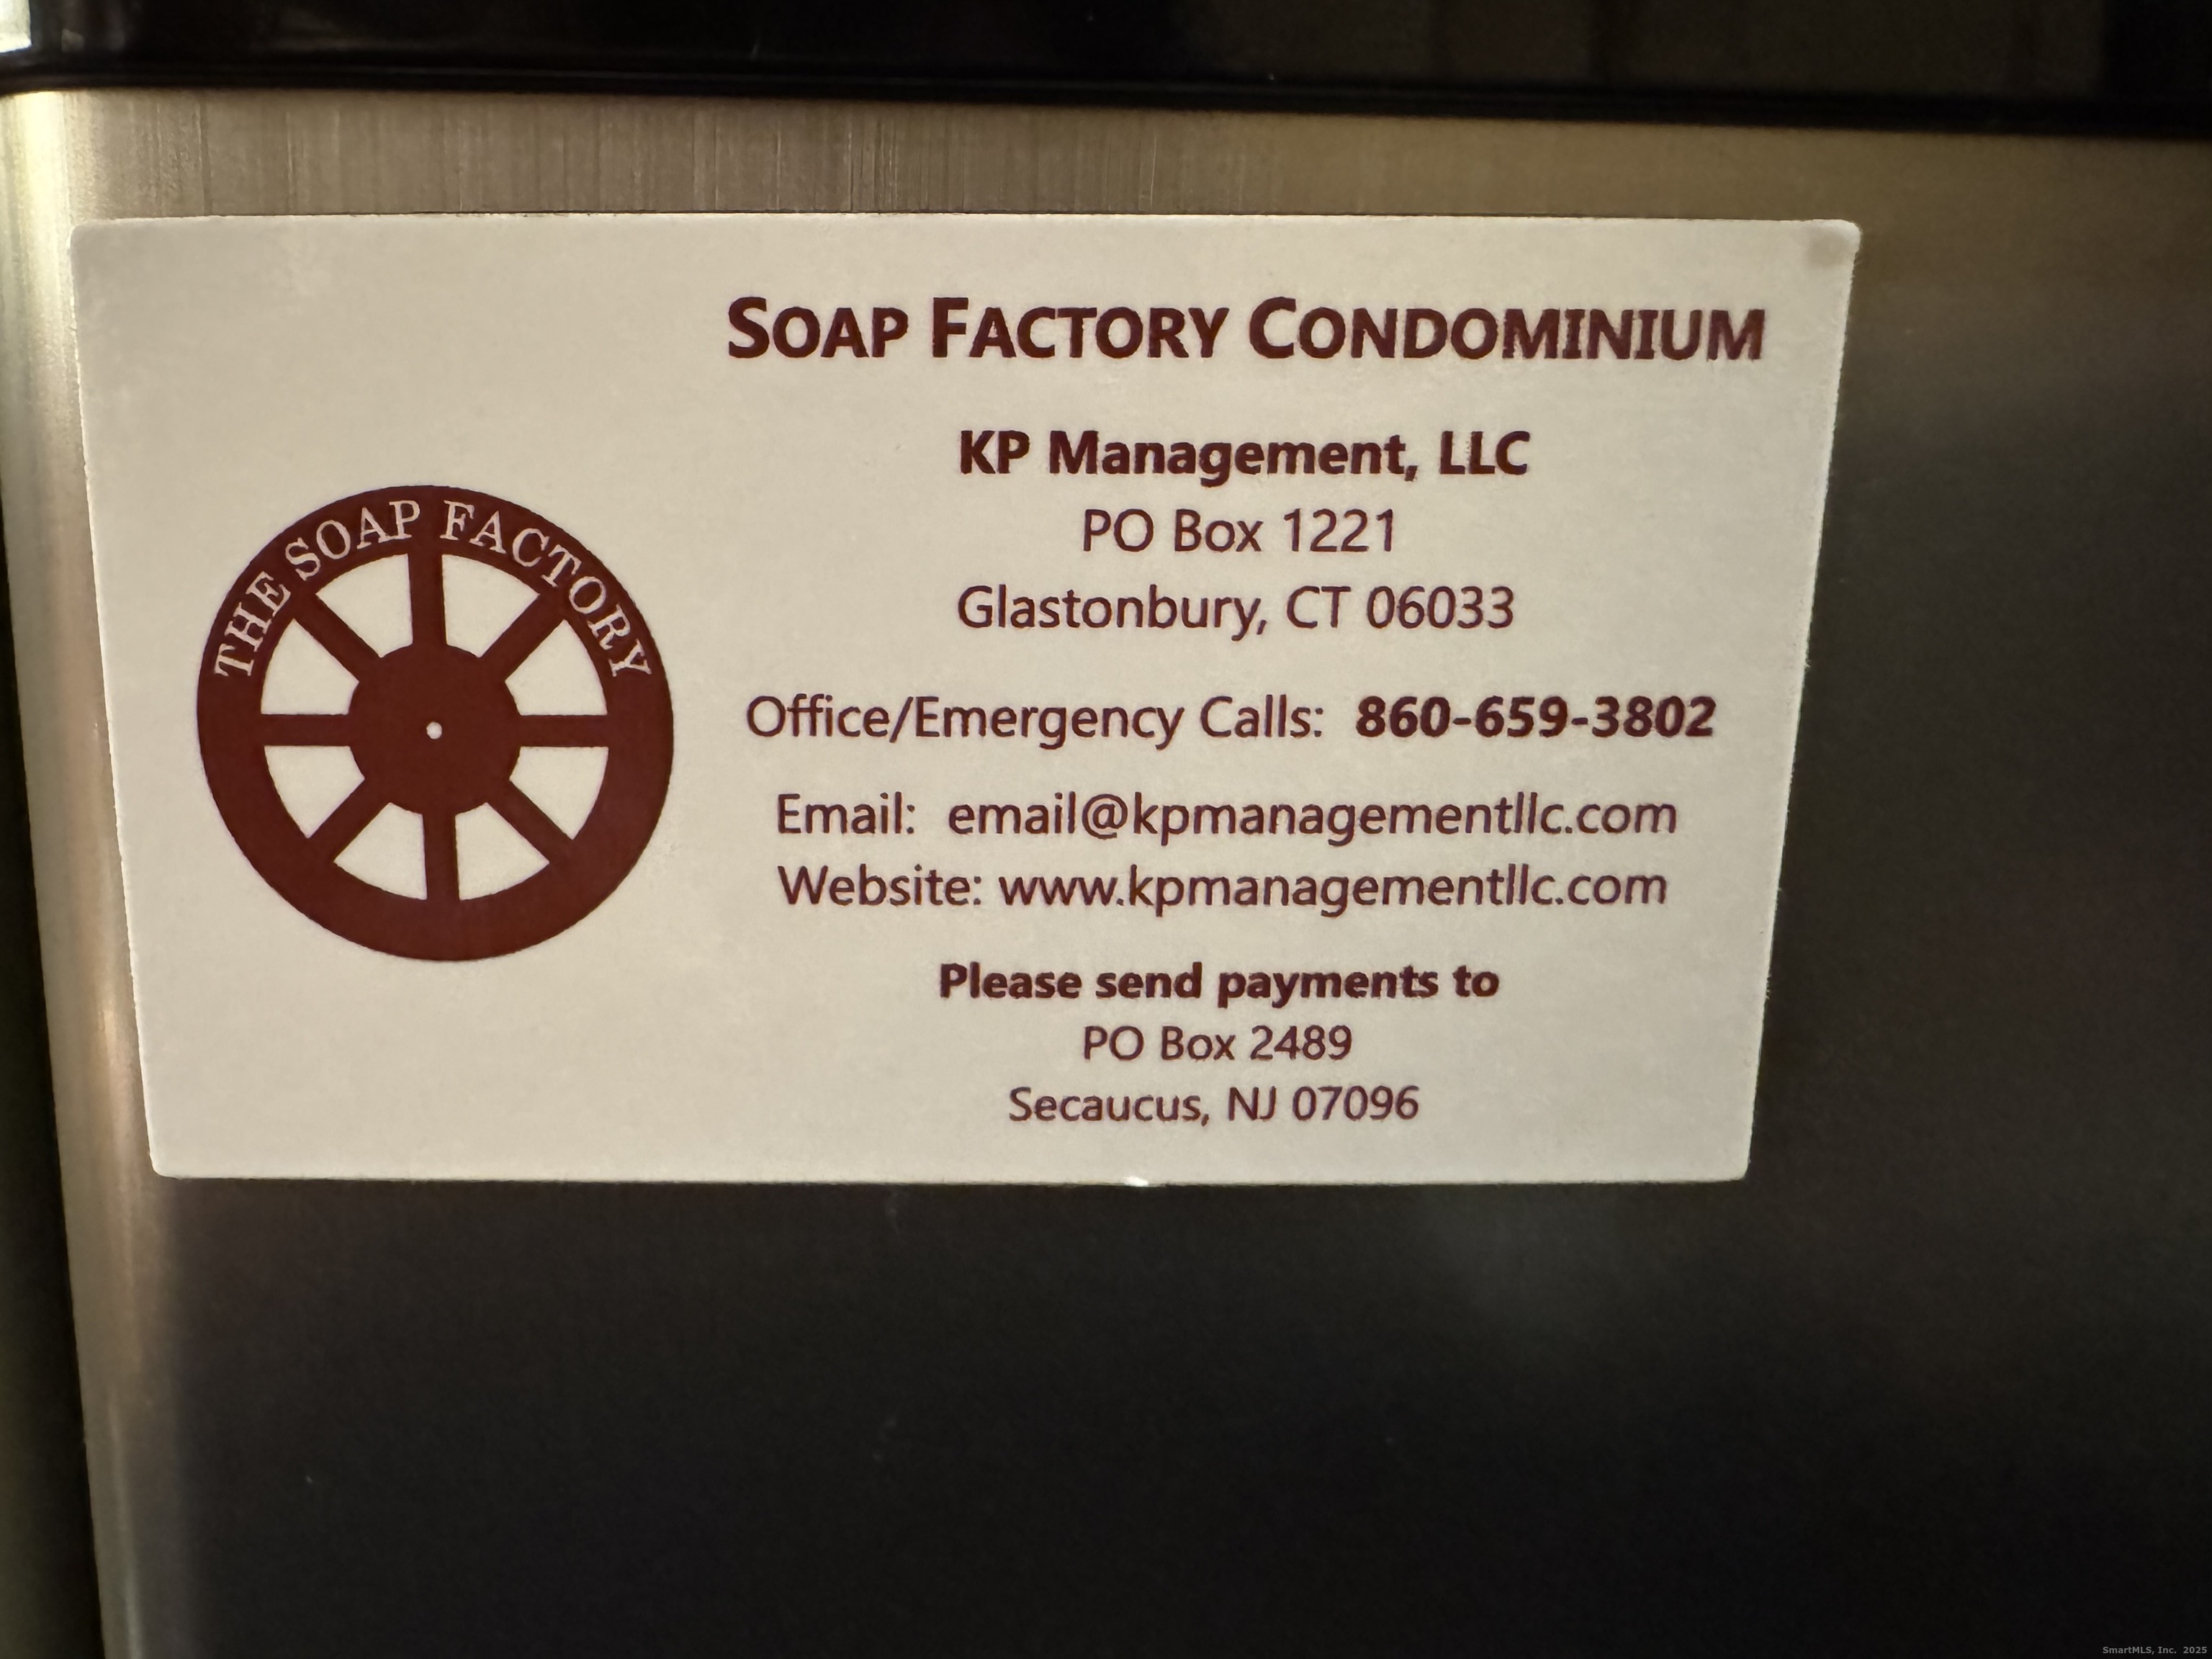 SOAP FACTORY CONDOMINIUM
KP Management, LLC
PO Box 1221
Glastonbury, CT 06033
THE SOAP FACTORY
Office/Emergency Calls: 860-659-3802
Email: email@kpmanagementllc.com
Website: www.kpmanagementllc.com
Please send payments to
PO Box 2489
Secaucus, NJ 07096
SmartMLS, Inc. 2025